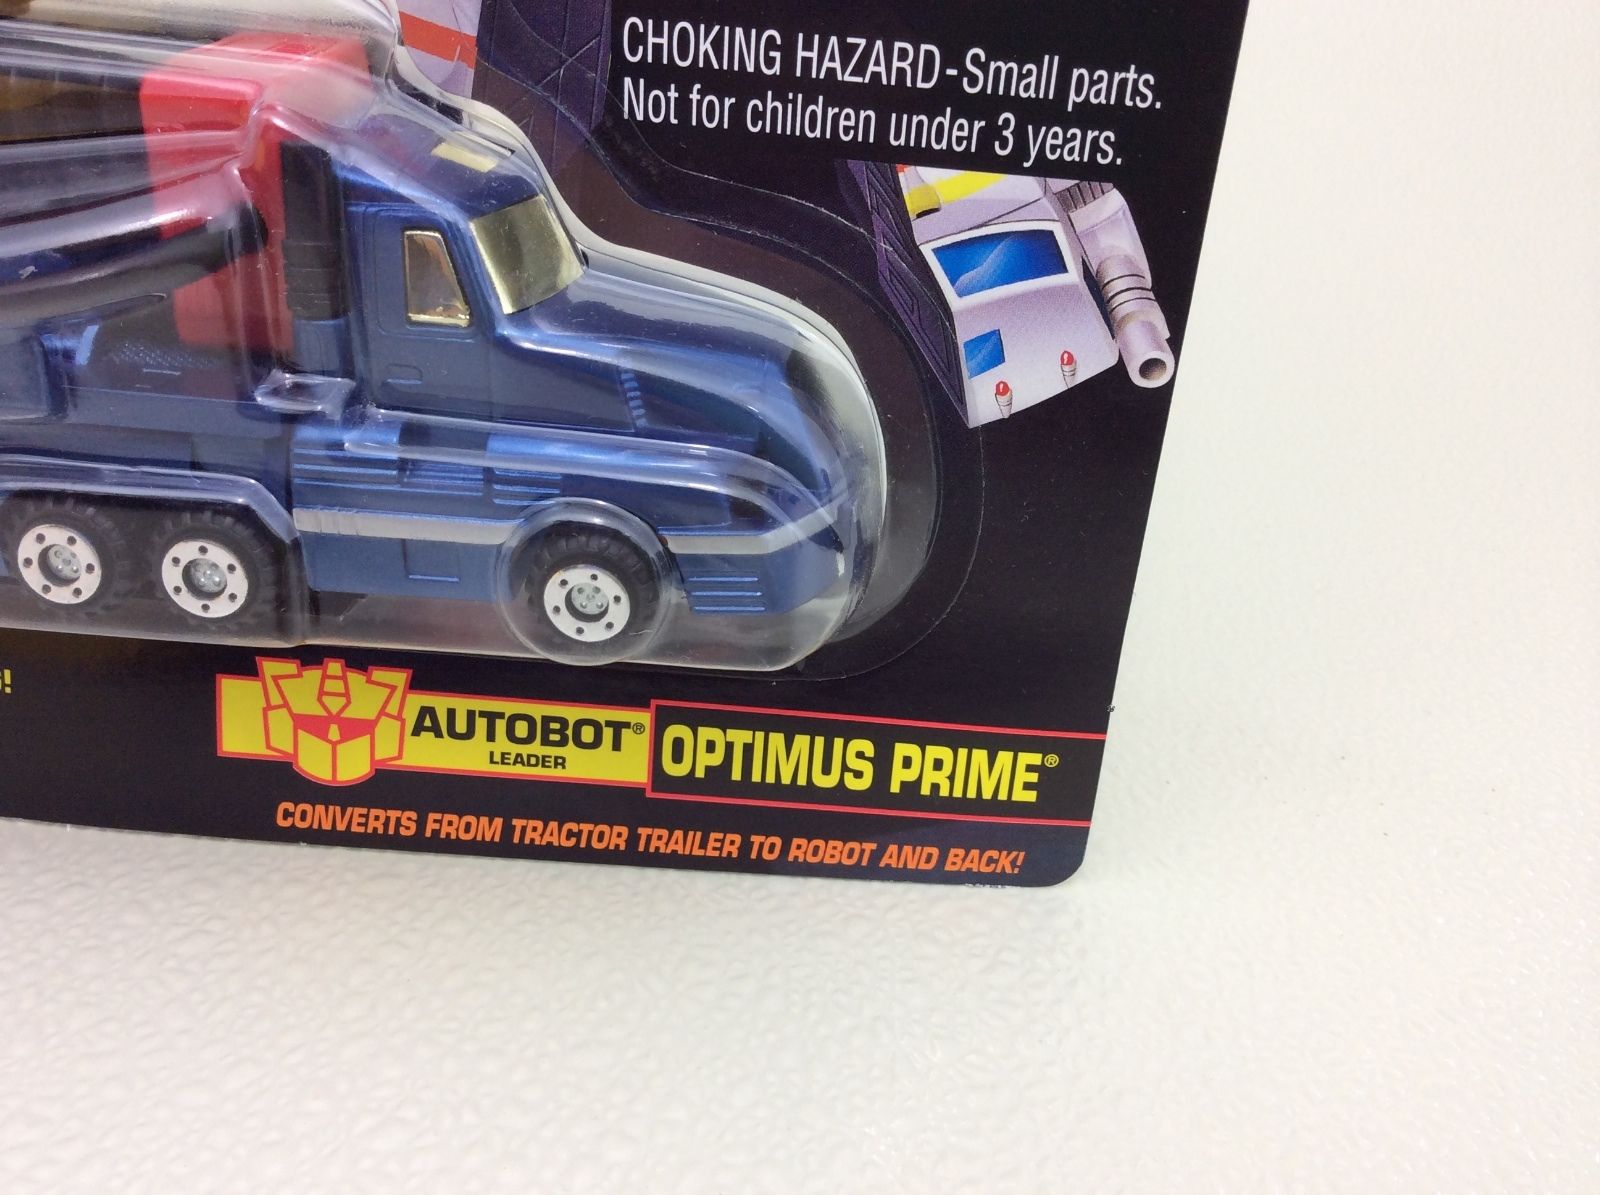 CHOKING HAZARD-Small parts.
Not for children under 3 years.
!
AUTOBOT®
LEADER
OPTIMUS PRIME®
CONVERTS FROM TRACTOR TRAILER TO ROBOT AND BACK!